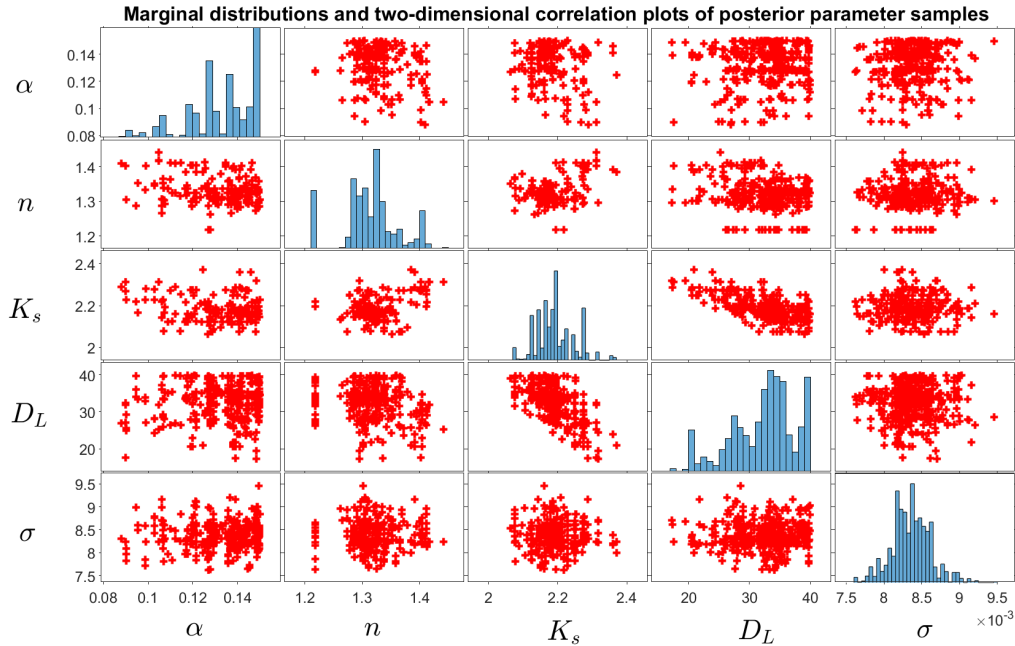 Marginal distributions and two-dimensional correlation plots of posterior parameter samples
0.14
0.12
0.1
0.08
α
1.4
1.3
1.2
n
2.4
2.2
2
K_s
40
30
20
D_L
9.5
9
8.5
8
7.5
σ
0.08 0.1 0.12 0.14 1.2 1.3 1.4 2 2.2 2.4 20 30 40 7.5 8 8.5 9 9.5
×10⁻³
α n K_s D_L σ